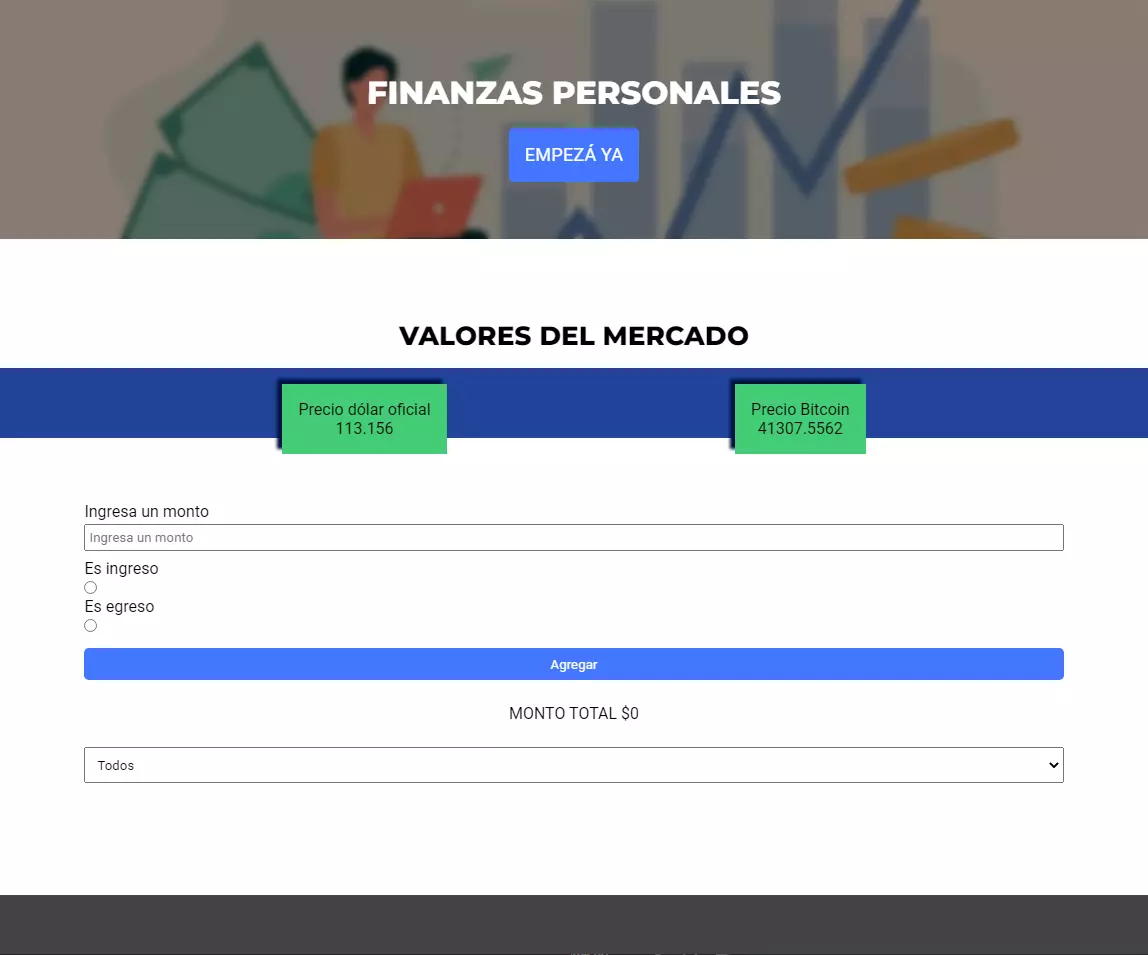 FINANZAS PERSONALES
EMPEZÁ YA
VALORES DEL MERCADO
Precio dólar oficial
113.156
Precio Bitcoin
41307.5562
Ingresa un monto
Ingresa un monto
Es ingreso
Es egreso
Agregar
MONTO TOTAL $0
Todos